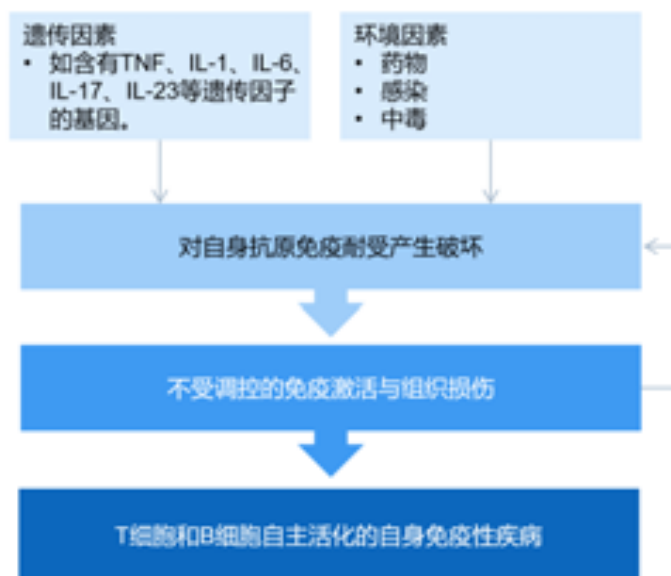 遗传因素
• 如含有TNF、IL-1、IL-6、
IL-17、IL-23等遗传因子
的基因。
环境因素
• 药物
• 感染
• 中毒
对自身抗原免疫耐受产生破坏
不受调控的免疫激活与组织损伤
T细胞和B细胞自主活化的自身免疫性疾病